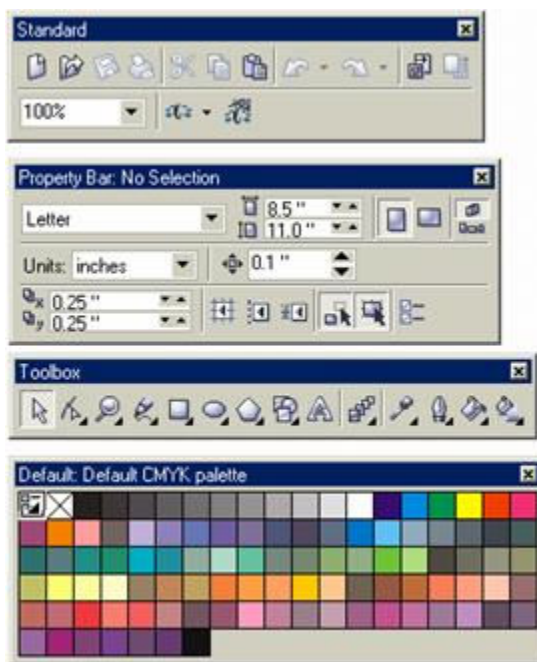 Standard
100%
Property Bar: No Selection
Letter
8.5 "
11.0 "
Units: inches
0.1 "
x 0.25 "
y 0.25 "
Toolbox
Default: Default CMYK palette